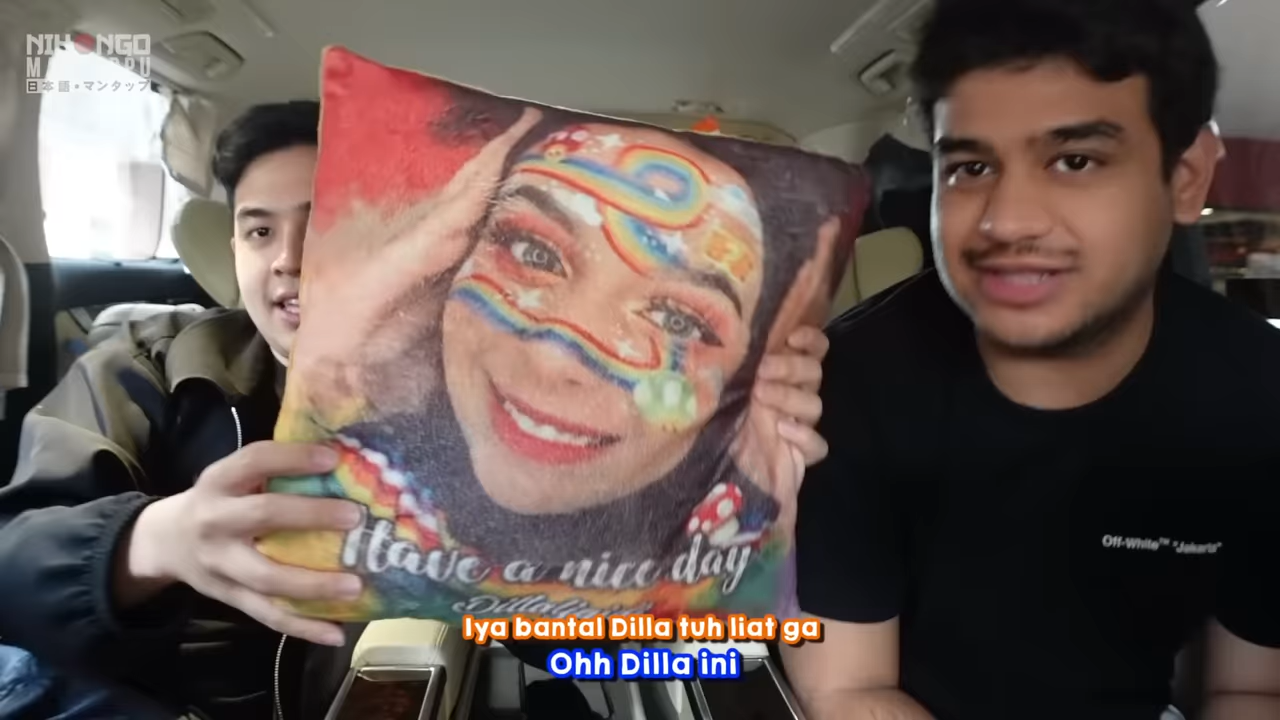 NIHONGO
MANTAPPU
日本語・マンタップ
Off-White™ "Jakarta"
Have a nice day
Iya bantal Dilla tuh liat ga
Ohh Dilla ini